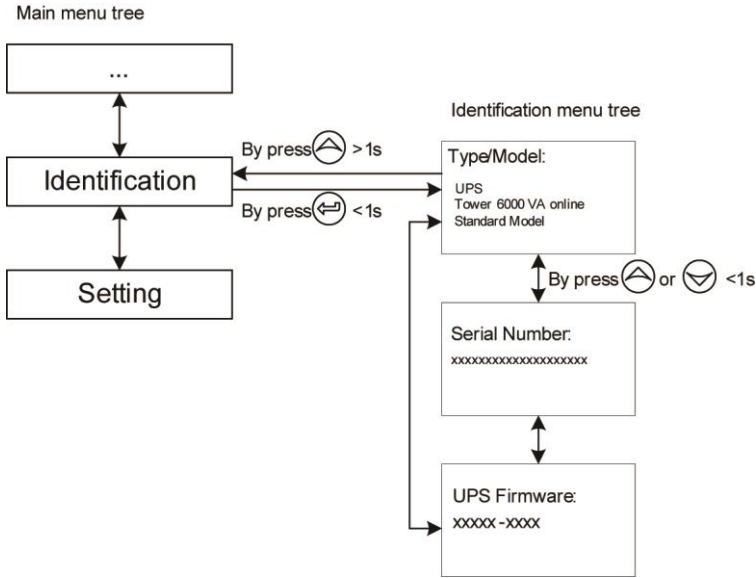 Main menu tree
...
Identification
Setting
By press >1s
By press <1s
Identification menu tree
Type/Model:
UPS
Tower 6000 VA online
Standard Model
By press or <1s
Serial Number:
xxxxxxxxxxxxxxxxxxxx
UPS Firmware:
xxxxx-xxxx